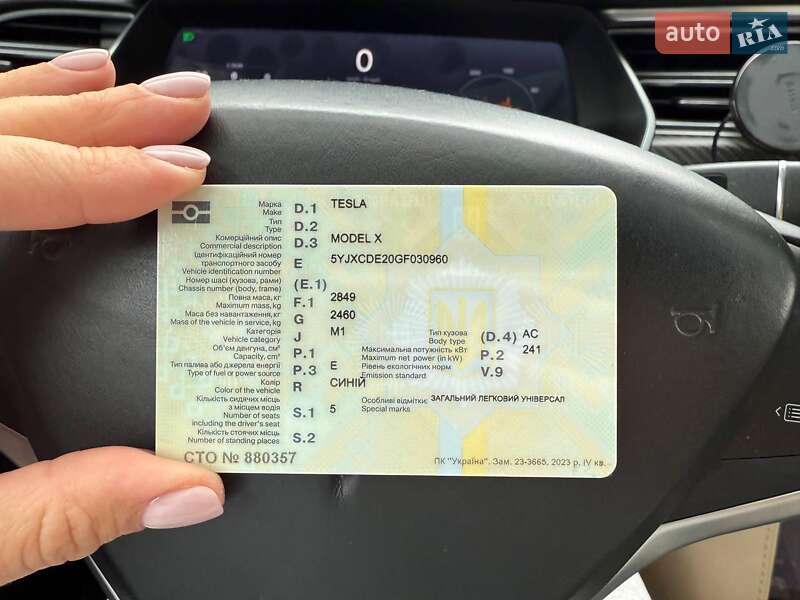 auto RIA .com
0
Марка D.1 TESLA
Make
Тип D.2
Type
Комерційний опис D.3 MODEL X
Commercial description
Ідентифікаційний номер
транспортного засобу E 5YJXCDE20GF030960
Vehicle identification number
Номер шасі (кузова, рами) (E.1)
Chassis number (body, frame)
Повна маса, кг F.1 2849
Maximum mass, kg
Маса без навантаження, кг G 2460
Mass of the vehicle in service, kg
Категорія J M1 Тип кузова (D.4) AC
Vehicle category Body type
Об'єм двигуна, см³ P.1 Максимальна потужність кВт P.2 241
Capacity, cm³ Maximum net power (in kW)
Тип палива або джерела енергії P.3 E Рівень екологічних норм V.9
Type of fuel or power source Emission standard
Колір R СИНІЙ
Color of the vehicle
Кількість сидячих місць Особливі відмітки: ЗАГАЛЬНИЙ ЛЕГКОВИЙ УНІВЕРСАЛ
з місцем водія S.1 5 Special marks
Number of seats
including the driver's seat
Кількість стоячих місць S.2
Number of standing places
СТО № 880357
ПК "Україна". Зам. 23-3665. 2023 р. IV кв.